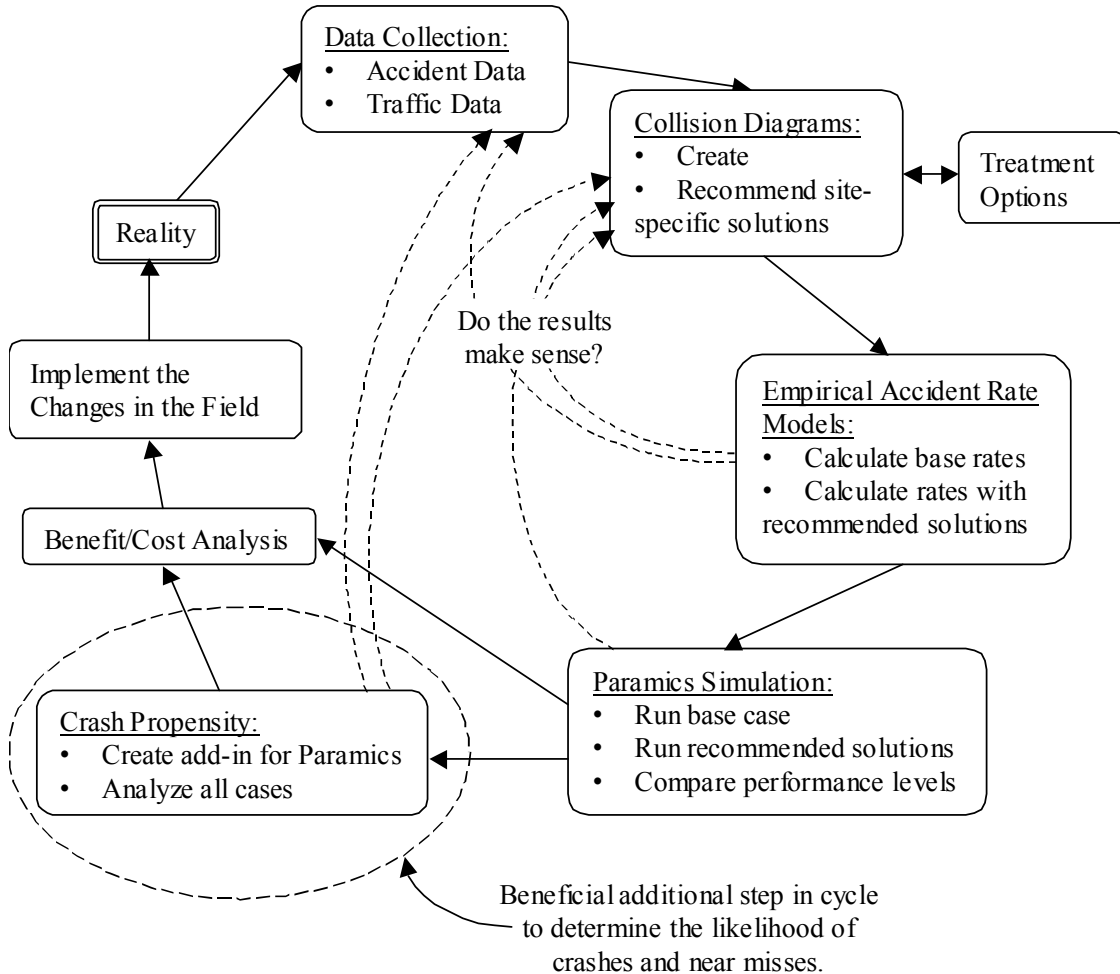 Data Collection:
• Accident Data
• Traffic Data
Collision Diagrams:
• Create
• Recommend site-
specific solutions
Treatment
Options
Reality
Do the results
make sense?
Implement the
Changes in the Field
Empirical Accident Rate
Models:
• Calculate base rates
• Calculate rates with
recommended solutions
Benefit/Cost Analysis
Paramics Simulation:
• Run base case
• Run recommended solutions
• Compare performance levels
Crash Propensity:
• Create add-in for Paramics
• Analyze all cases
Beneficial additional step in cycle
to determine the likelihood of
crashes and near misses.